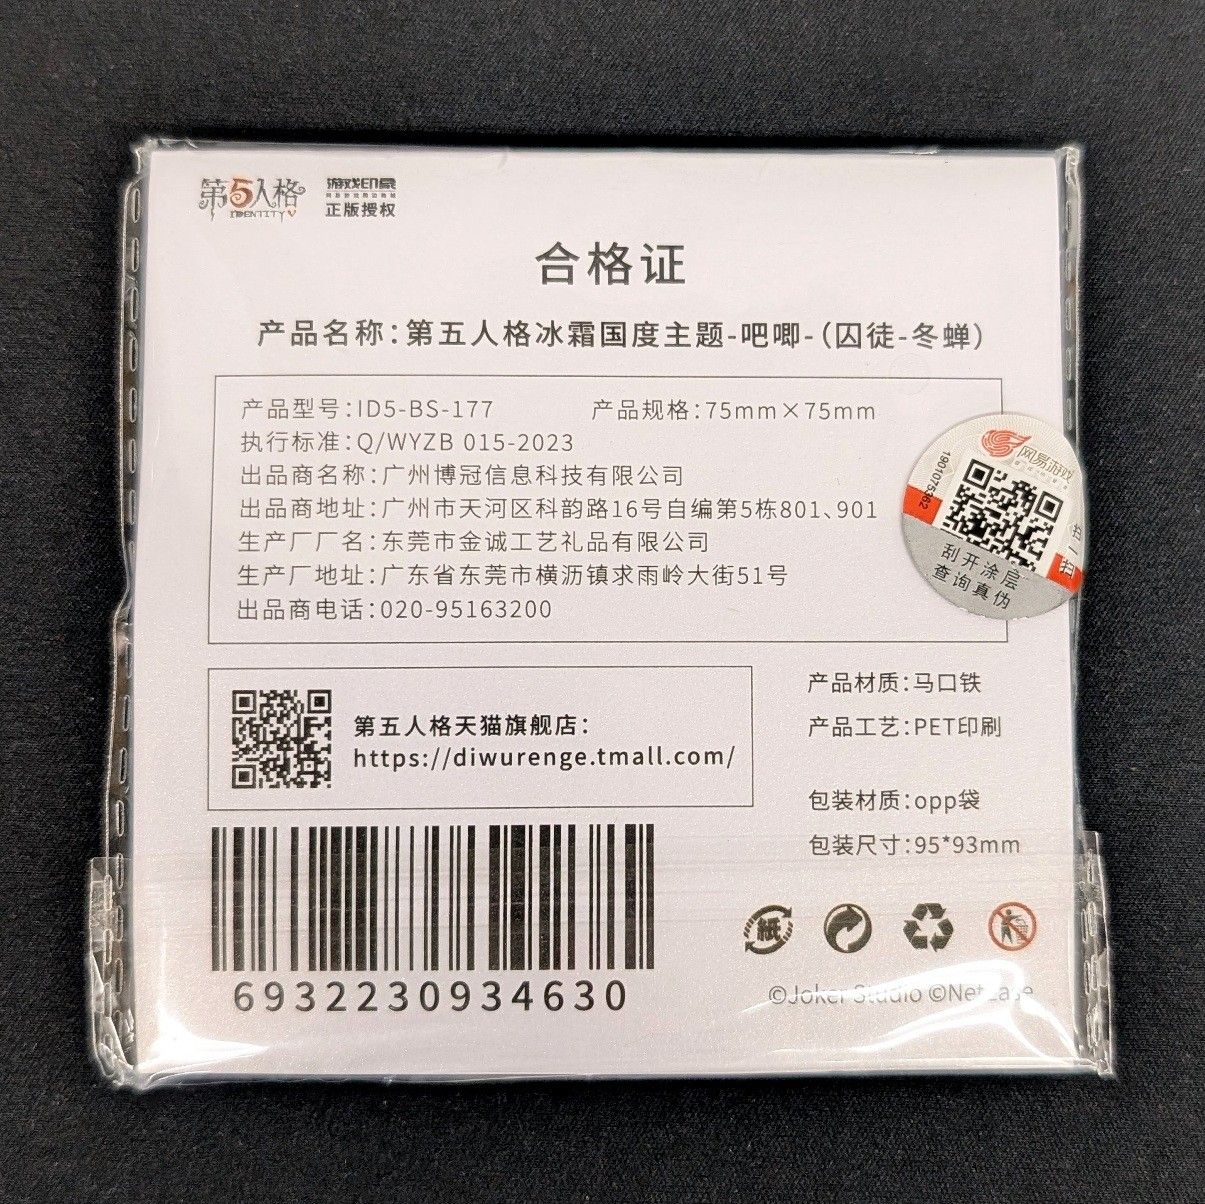 第5人格
IDENTITY V
游戏印象
正版授权
合格证
产品名称:第五人格冰霜国度主题-吧唧-(囚徒-冬蝉)
产品型号:ID5-BS-177 产品规格:75mm×75mm
执行标准:Q/WYZB 015-2023
出品商名称:广州博冠信息科技有限公司
出品商地址:广州市天河区科韵路16号自编第5栋801、901
生产厂厂名:东莞市金诚工艺礼品有限公司
生产厂地址:广东省东莞市横沥镇求雨岭大街51号
出品商电话:020-95163200
网易游戏
1901075362
扫一扫
刮开涂层
查询真伪
第五人格天猫旗舰店:
https://diwurenge.tmall.com/
产品材质:马口铁
产品工艺:PET印刷
包装材质:opp袋
包装尺寸:95*93mm
紙
6932230934630
©Joker Studio ©NetEase